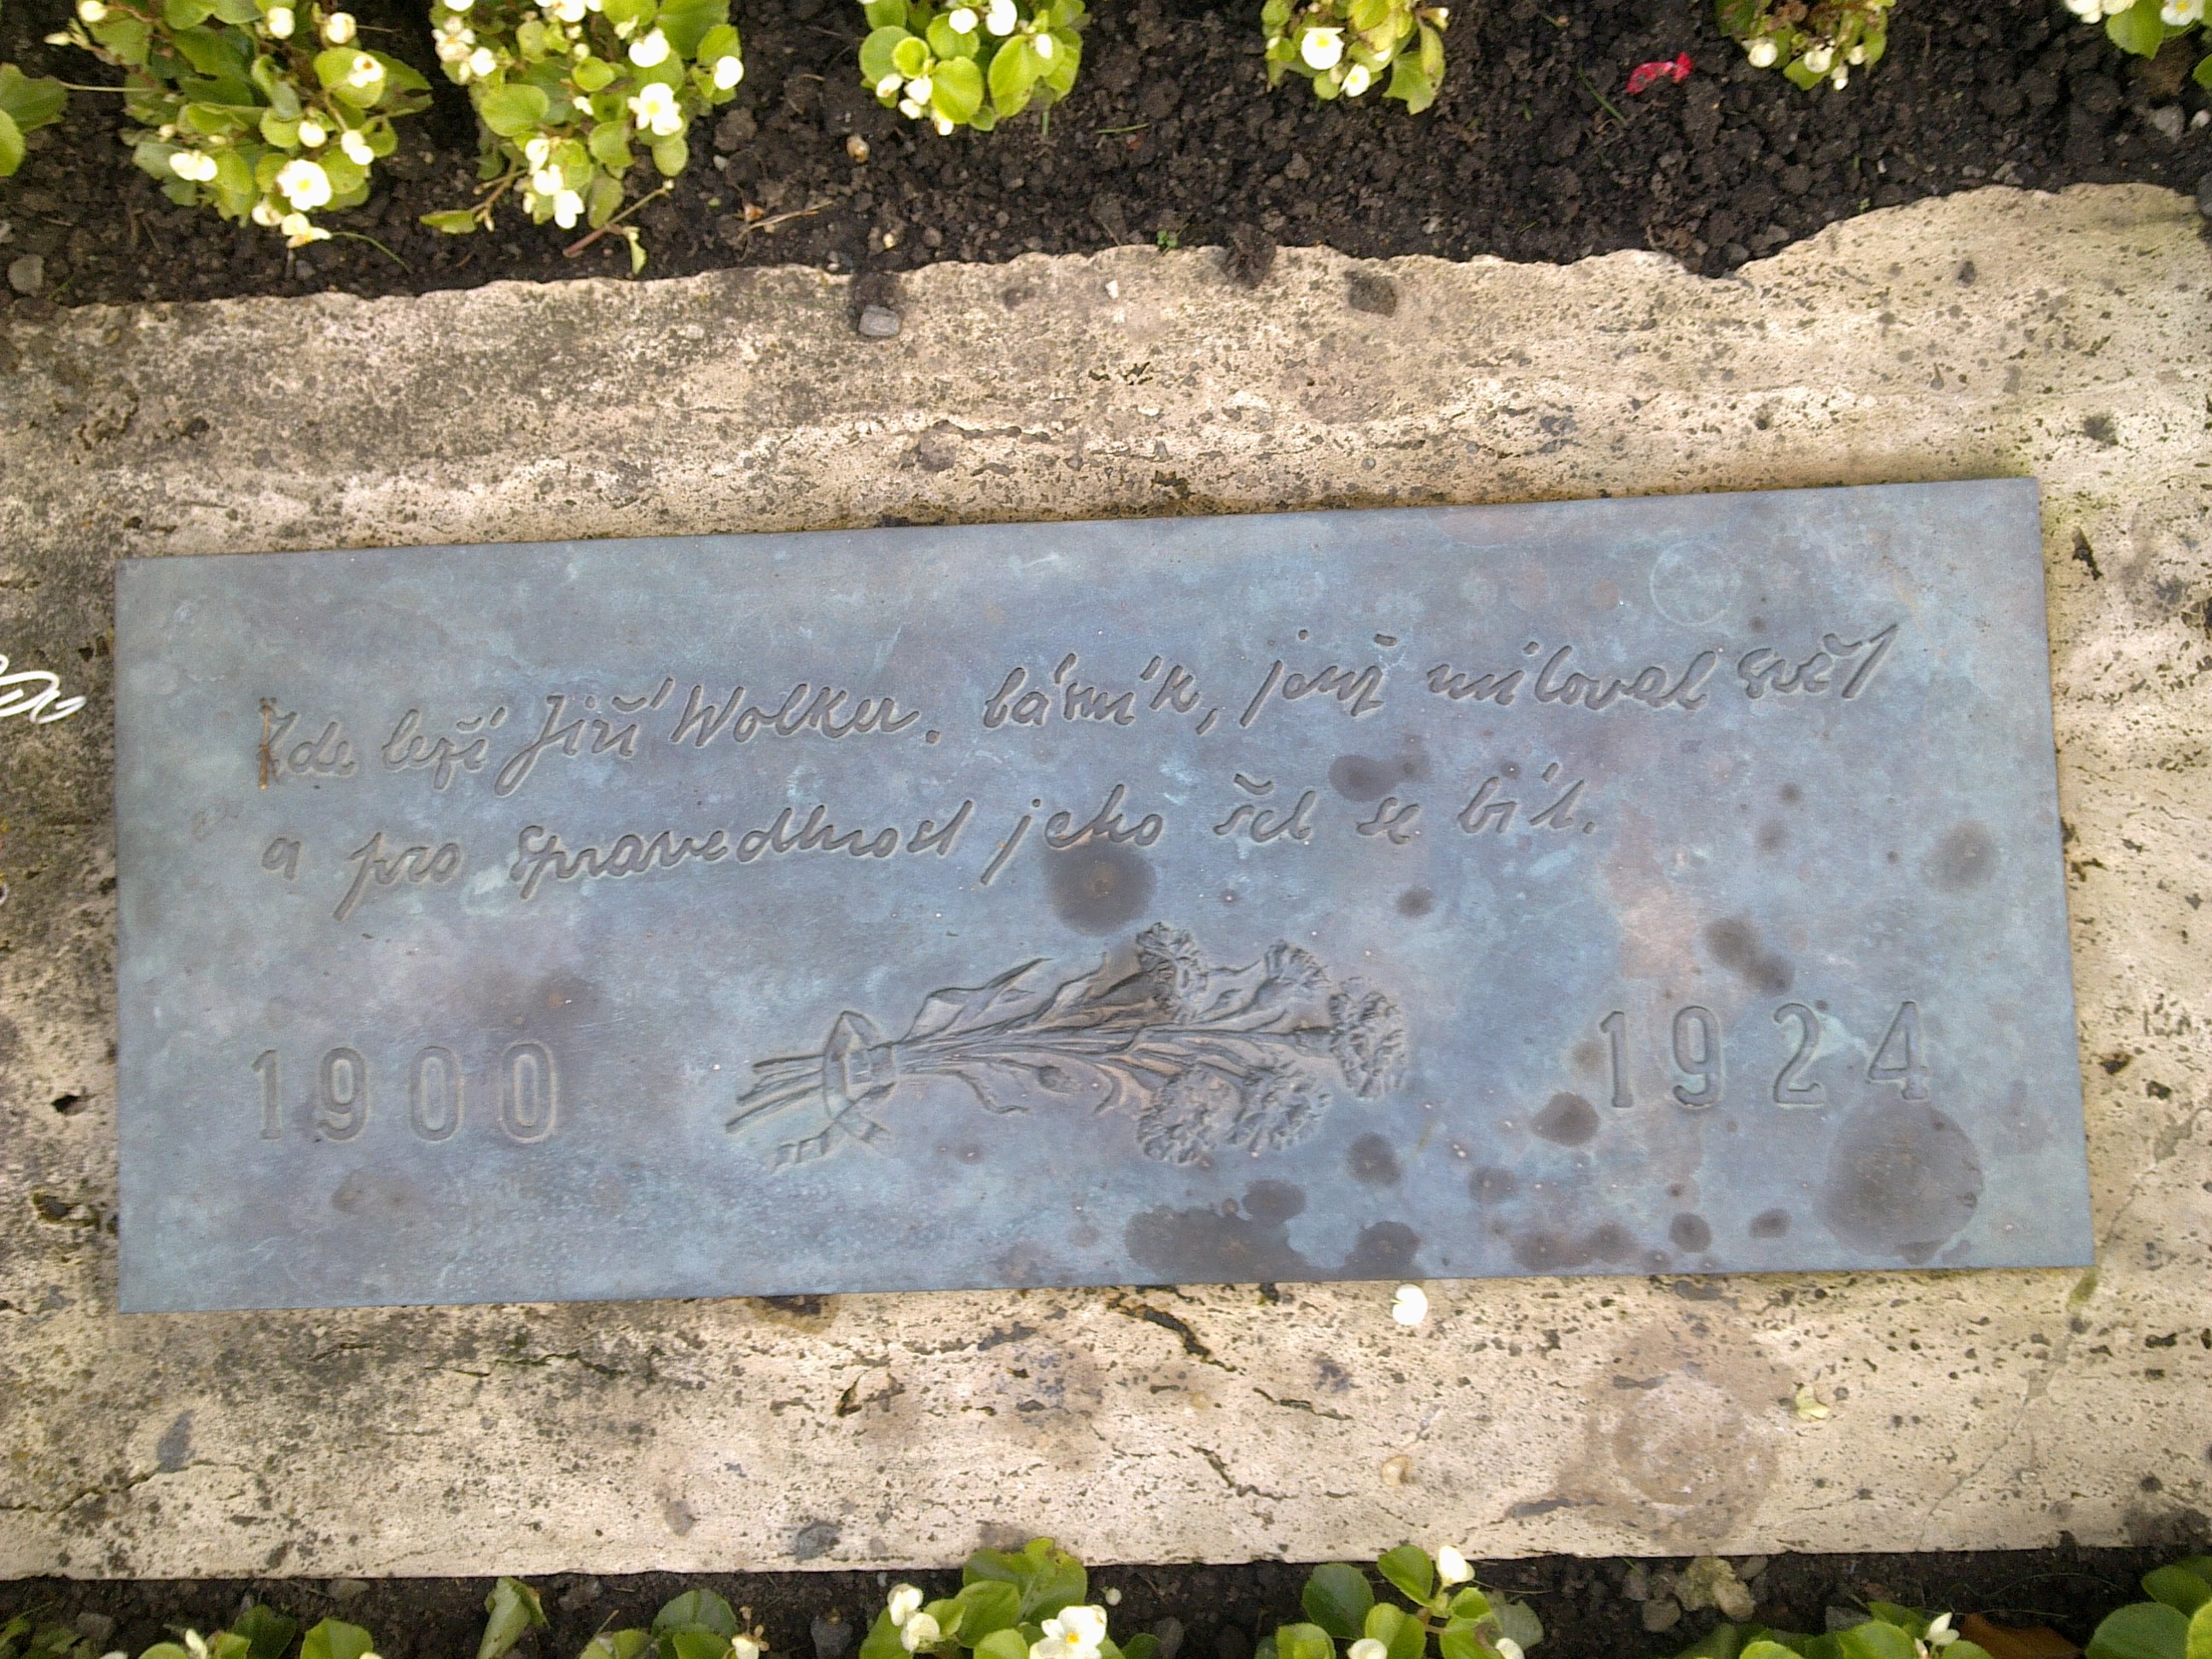 Zde leží Jiří Wolker. básník, jenž miloval svět
a pro spravedlnost jeho šel se bít.
1900 1924